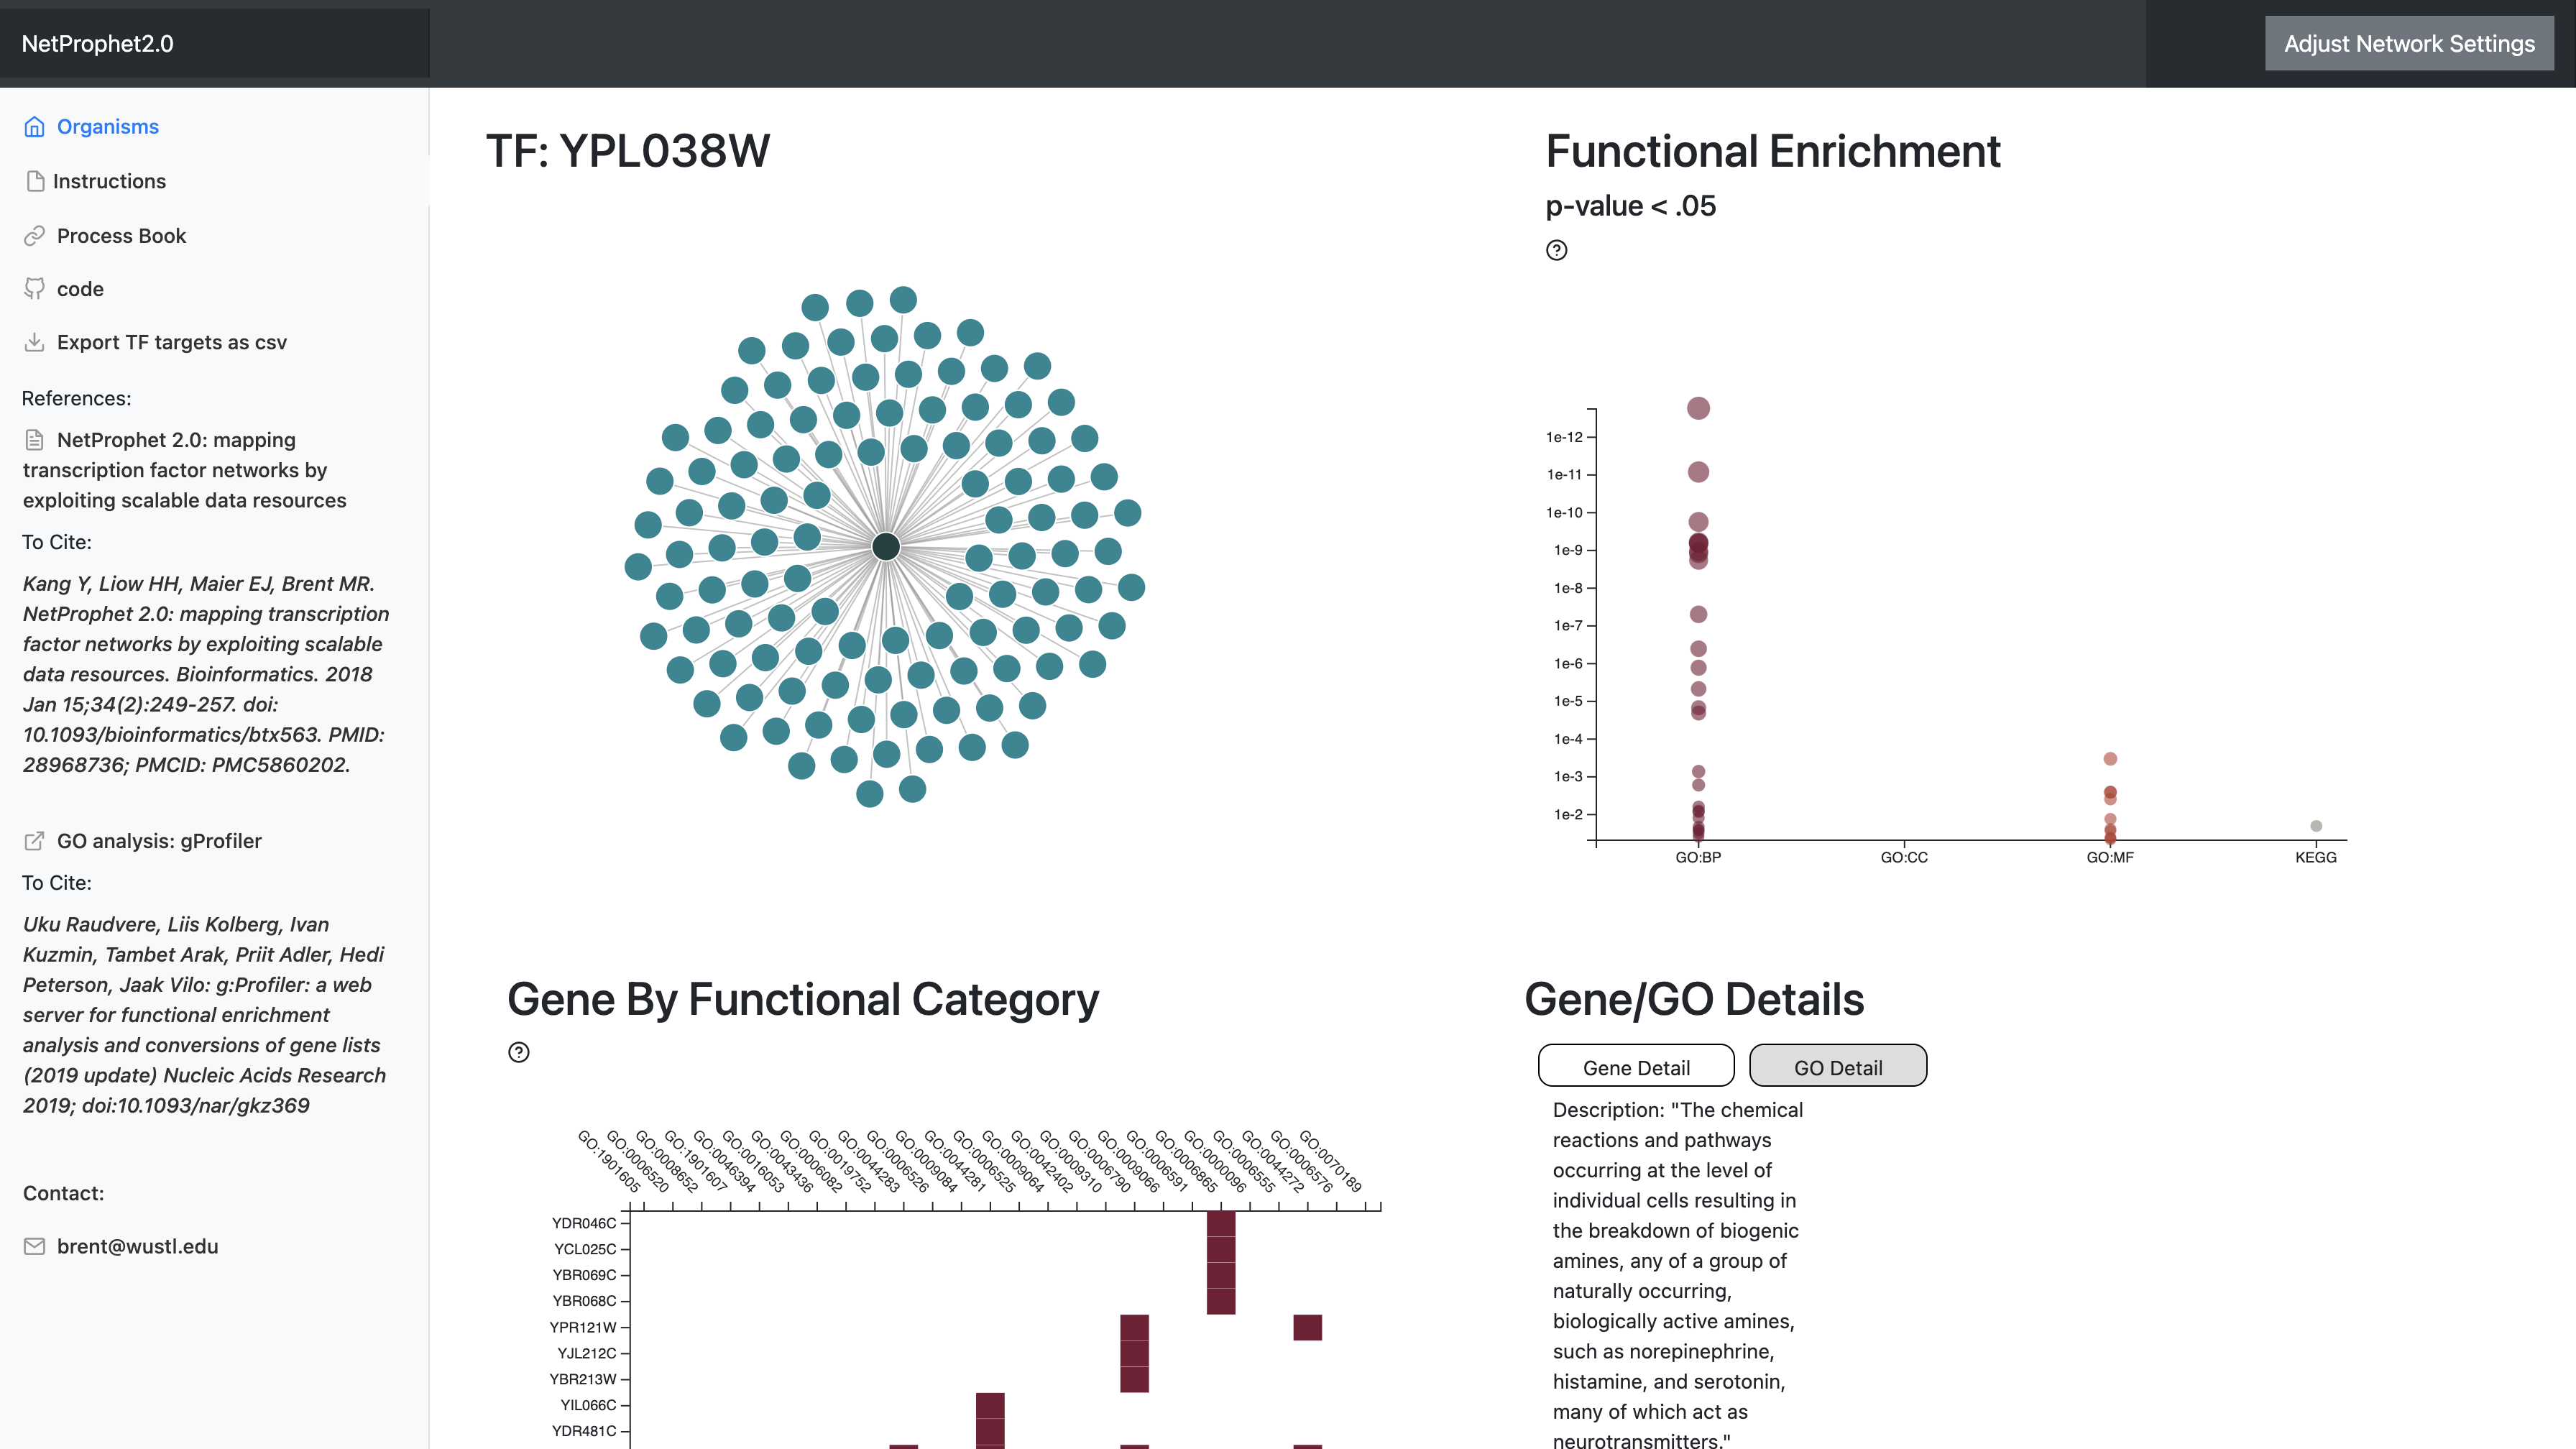 NetProphet2.0
Adjust Network Settings
Organisms
Instructions
Process Book
code
Export TF targets as csv
References:
NetProphet 2.0: mapping
transcription factor networks by
exploiting scalable data resources
To Cite:
Kang Y, Liow HH, Maier EJ, Brent MR.
NetProphet 2.0: mapping transcription
factor networks by exploiting scalable
data resources. Bioinformatics. 2018
Jan 15;34(2):249-257. doi:
10.1093/bioinformatics/btx563. PMID:
28968736; PMCID: PMC5860202.
GO analysis: gProfiler
To Cite:
Uku Raudvere, Liis Kolberg, Ivan
Kuzmin, Tambet Arak, Priit Adler, Hedi
Peterson, Jaak Vilo: g:Profiler: a web
server for functional enrichment
analysis and conversions of gene lists
(2019 update) Nucleic Acids Research
2019; doi:10.1093/nar/gkz369
Contact:
brent@wustl.edu
TF: YPL038W
Functional Enrichment
p-value < .05
1e-12
1e-11
1e-10
1e-9
1e-8
1e-7
1e-6
1e-5
1e-4
1e-3
1e-2
GO:BP
GO:CC
GO:MF
KEGG
Gene By Functional Category
GO:1901605
GO:0006520
GO:0008652
GO:1901607
GO:0046394
GO:0016053
GO:0043436
GO:0006082
GO:0019752
GO:0044283
GO:0006526
GO:0009084
GO:0044281
GO:0006525
GO:0009064
GO:0042402
GO:0009310
GO:0006790
GO:0009066
GO:0006591
GO:0006865
GO:0000096
GO:0006555
GO:0044272
GO:0006576
GO:0070189
YDR046C
YCL025C
YBR069C
YBR068C
YPR121W
YJL212C
YBR213W
YIL066C
YDR481C
Gene/GO Details
Gene Detail
GO Detail
Description: "The chemical
reactions and pathways
occurring at the level of
individual cells resulting in
the breakdown of biogenic
amines, any of a group of
naturally occurring,
biologically active amines,
such as norepinephrine,
histamine, and serotonin,
many of which act as
neurotransmitters."